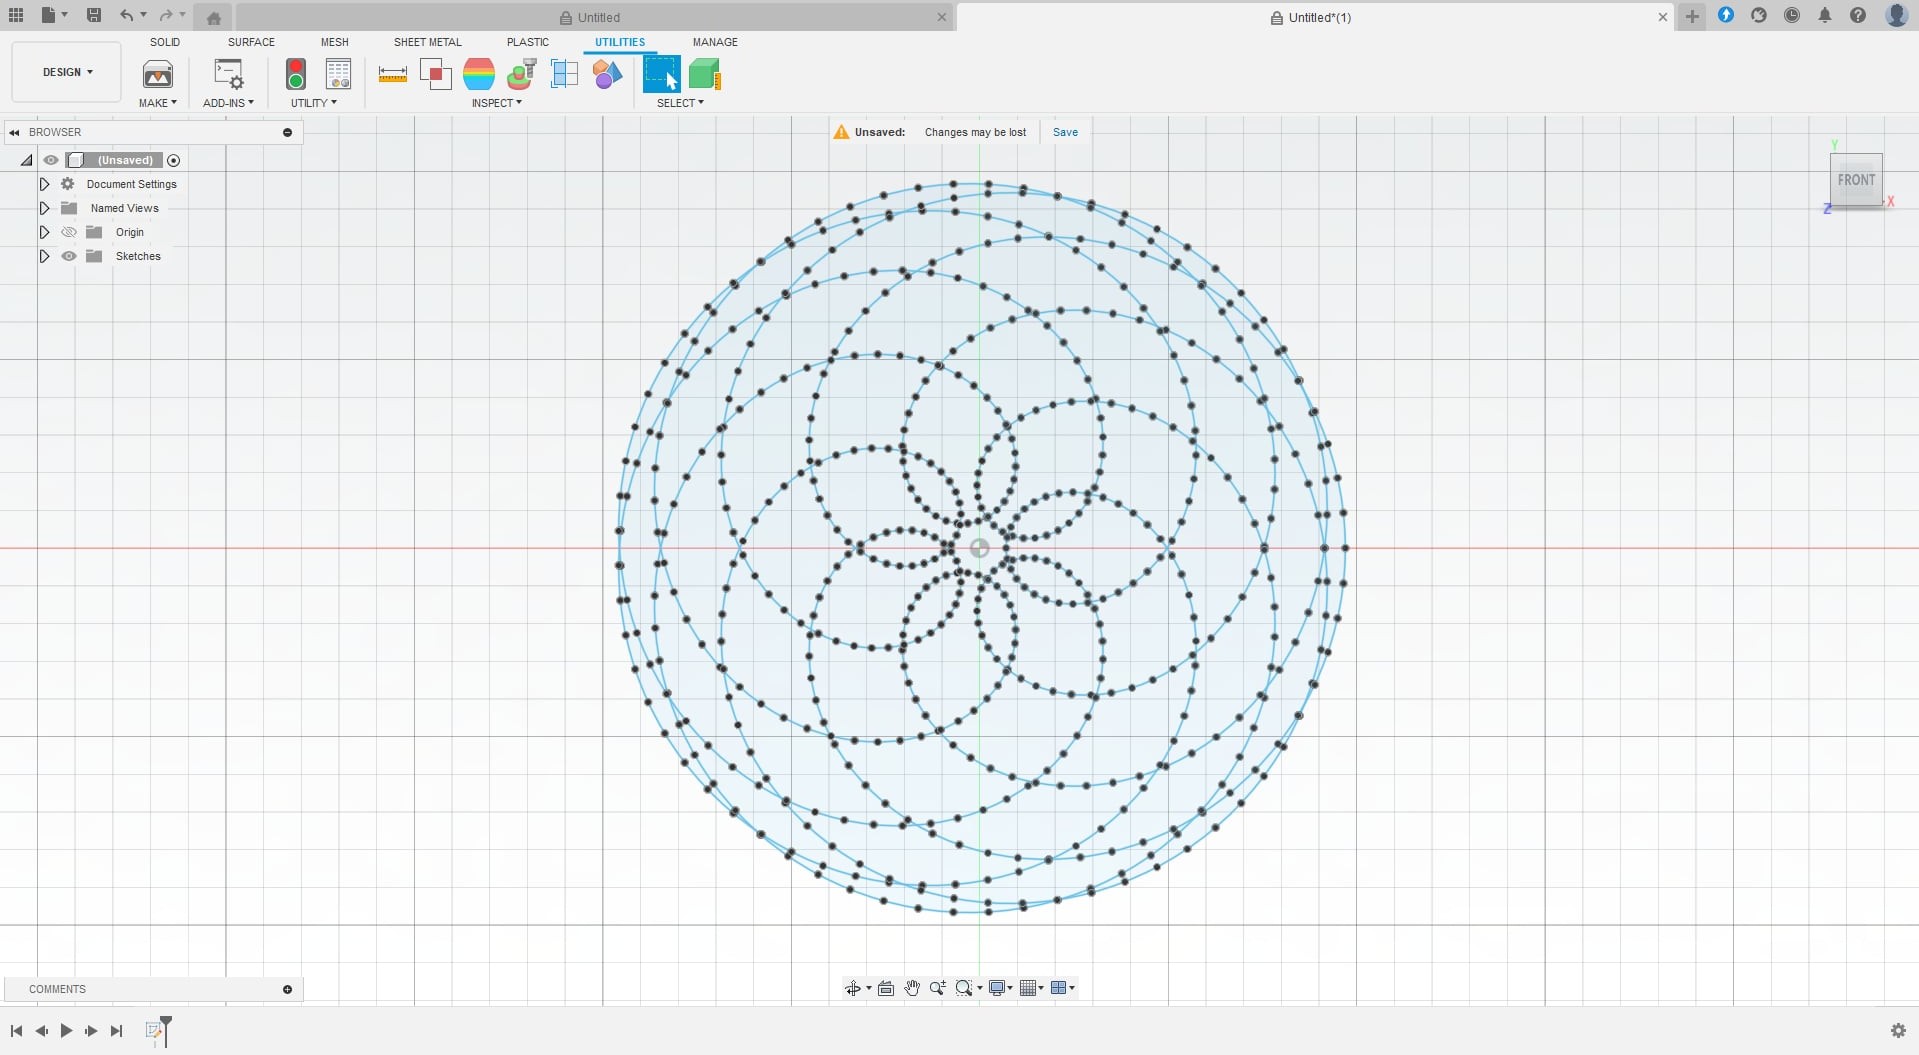 Untitled
Untitled*(1)
SOLID SURFACE MESH SHEET METAL PLASTIC UTILITIES MANAGE
DESIGN
MAKE ADD-INS UTILITY INSPECT SELECT
BROWSER
Unsaved: Changes may be lost Save
(Unsaved)
Document Settings
Named Views
Origin
Sketches
Y
FRONT
X
Z
COMMENTS